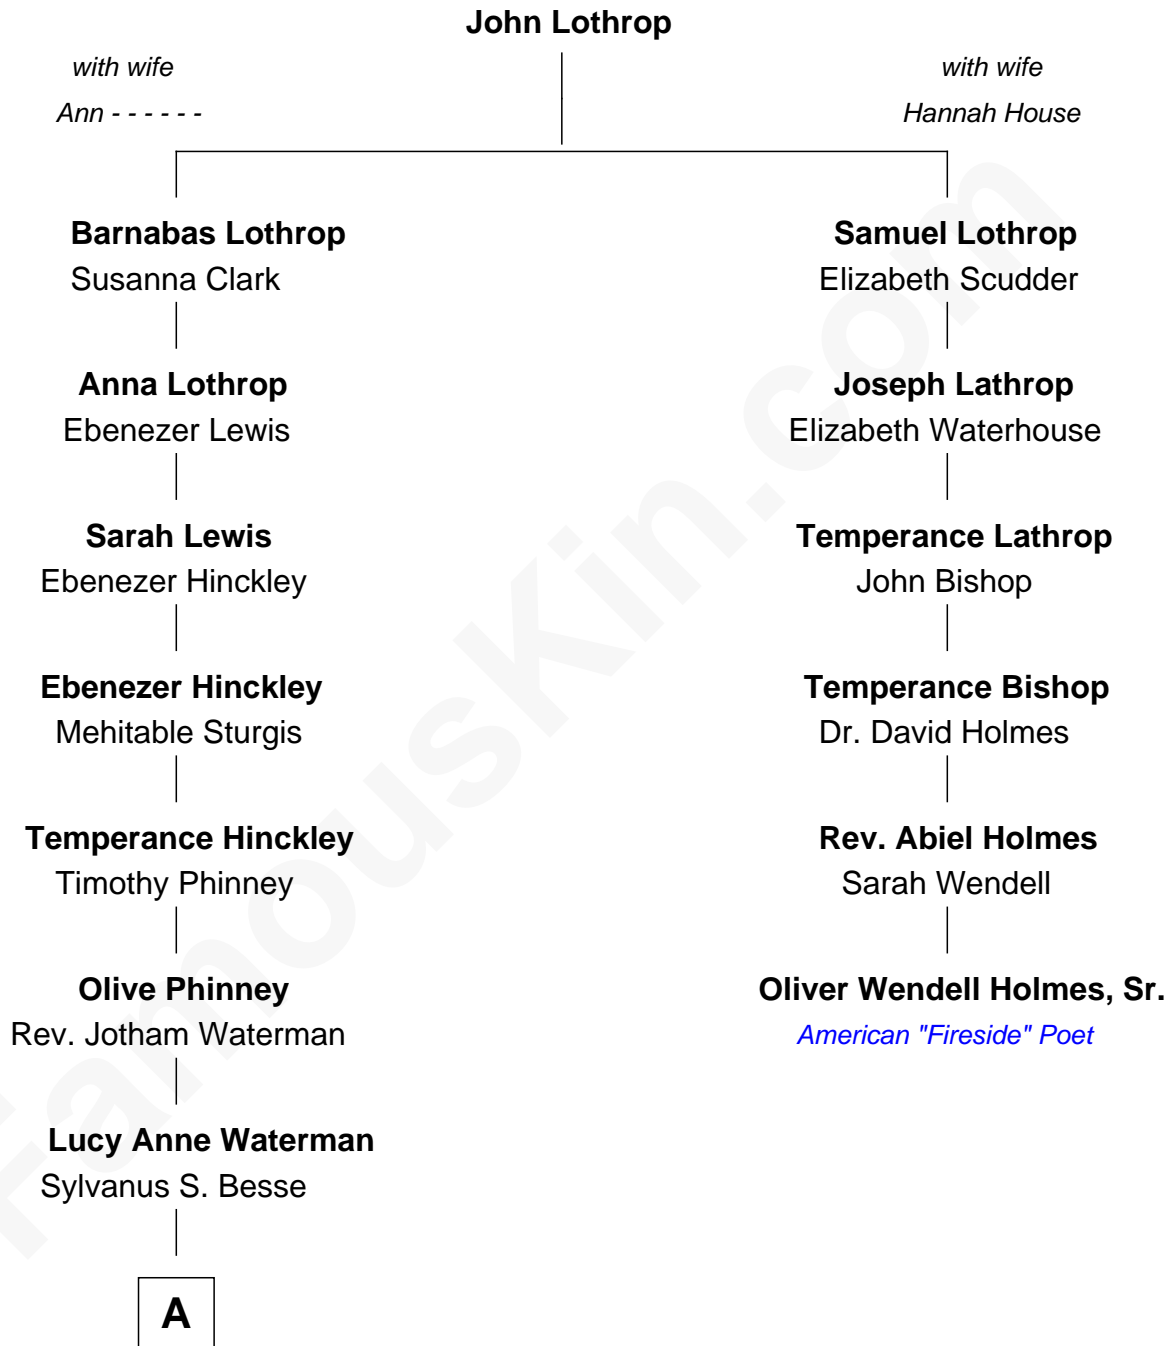 John Lothrop
with wife
Ann - - - - - -
with wife
Hannah House
Barnabas Lothrop
Susanna Clark
Samuel Lothrop
Elizabeth Scudder
Anna Lothrop
Ebenezer Lewis
Joseph Lathrop
Elizabeth Waterhouse
Sarah Lewis
Ebenezer Hinckley
Temperance Lathrop
John Bishop
Ebenezer Hinckley
Mehitable Sturgis
Temperance Bishop
Dr. David Holmes
Temperance Hinckley
Timothy Phinney
Rev. Abiel Holmes
Sarah Wendell
Olive Phinney
Rev. Jotham Waterman
Oliver Wendell Holmes, Sr.
American "Fireside" Poet
Lucy Anne Waterman
Sylvanus S. Besse
A
FamousKin.com